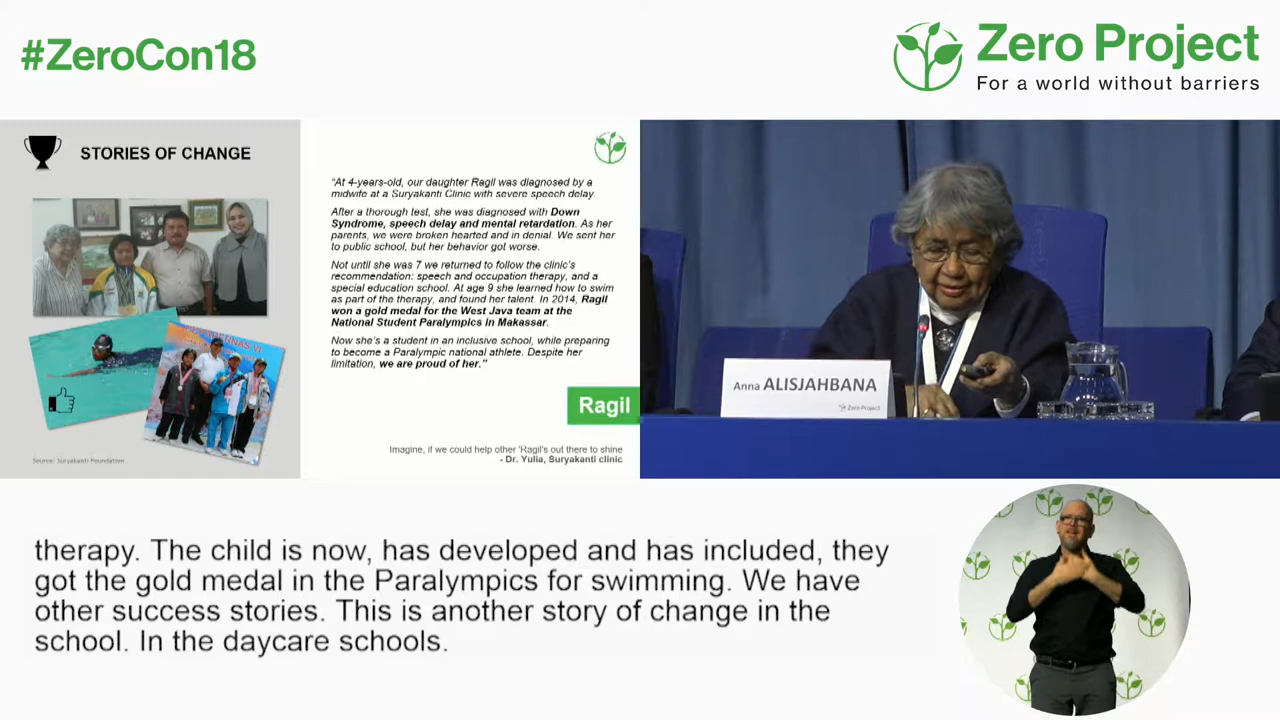 #ZeroCon18
Zero Project
For a world without barriers
STORIES OF CHANGE
"At 4-years-old, our daughter Ragil was diagnosed by a
midwife at a Suryakanti Clinic with severe speech delay.
After a thorough test, she was diagnosed with Down
Syndrome, speech delay and mental retardation. As her
parents, we were broken hearted and in denial. We sent her
to public school, but her behavior got worse.
Not until she was 7 we returned to follow the clinic's
recommendation: speech and occupation therapy, and a
special education school. At age 9 she learned how to swim
as part of the therapy, and found her talent. In 2014, Ragil
won a gold medal for the West Java team at the
National Student Paralympics in Makassar.
Now she's a student in an inclusive school, while preparing
to become a Paralympic national athlete. Despite her
limitation, we are proud of her."
Ragil
Imagine, if we could help other 'Ragil's out there to shine
- Dr. Yulia, Suryakanti clinic
Source: Suryakanti Foundation
Anna ALISJAHBANA
Zero Project
therapy. The child is now, has developed and has included, they
got the gold medal in the Paralympics for swimming. We have
other success stories. This is another story of change in the
school. In the daycare schools.